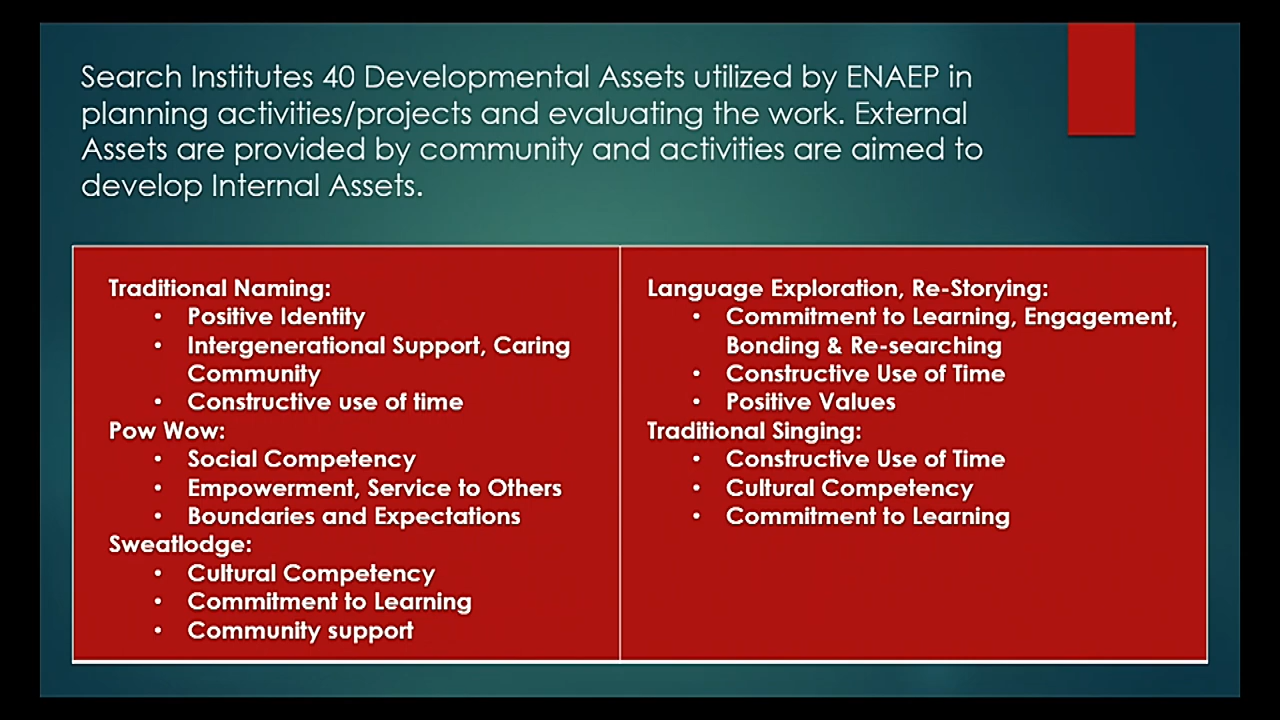 Search Institutes 40 Developmental Assets utilized by ENAEP in
planning activities/projects and evaluating the work. External
Assets are provided by community and activities are aimed to
develop Internal Assets.
Traditional Naming:
• Positive Identity
• Intergenerational Support, Caring
Community
• Constructive use of time
Pow Wow:
• Social Competency
• Empowerment, Service to Others
• Boundaries and Expectations
Sweatlodge:
• Cultural Competency
• Commitment to Learning
• Community support
Language Exploration, Re-Storying:
• Commitment to Learning, Engagement,
Bonding & Re-searching
• Constructive Use of Time
• Positive Values
Traditional Singing:
• Constructive Use of Time
• Cultural Competency
• Commitment to Learning